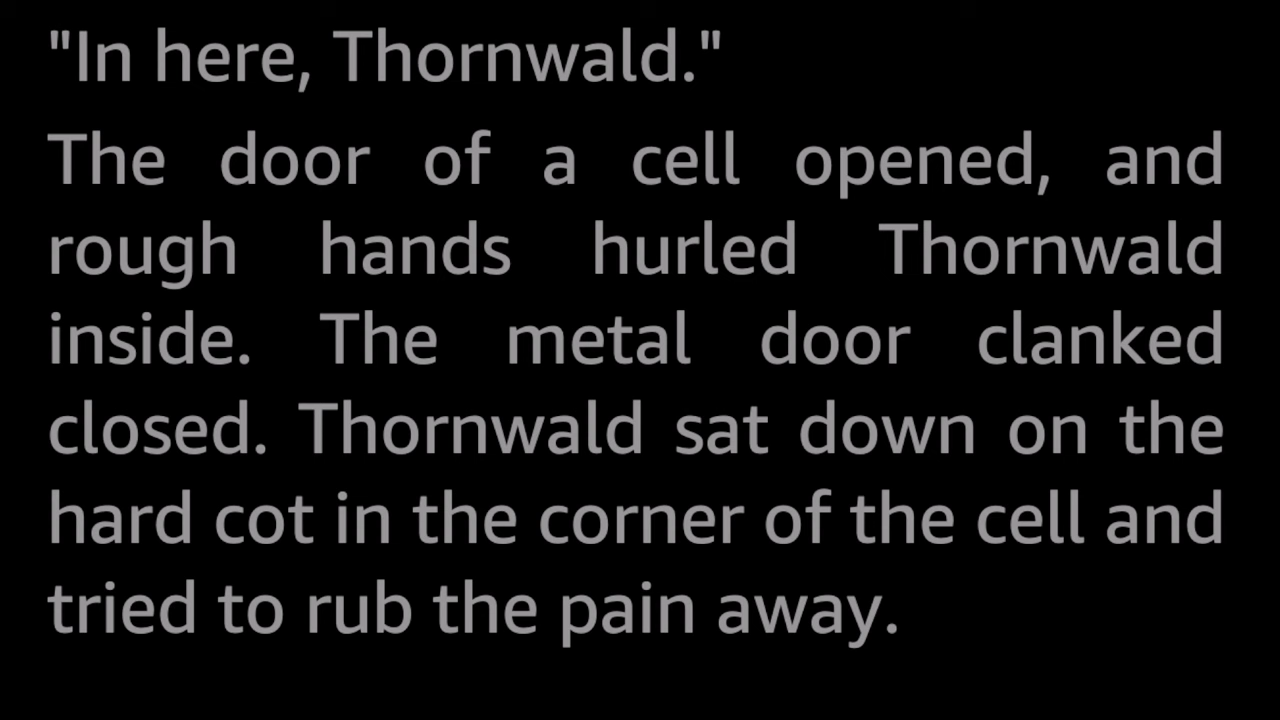 "In here, Thornwald."
The door of a cell opened, and
rough hands hurled Thornwald
inside. The metal door clanked
closed. Thornwald sat down on the
hard cot in the corner of the cell and
tried to rub the pain away.